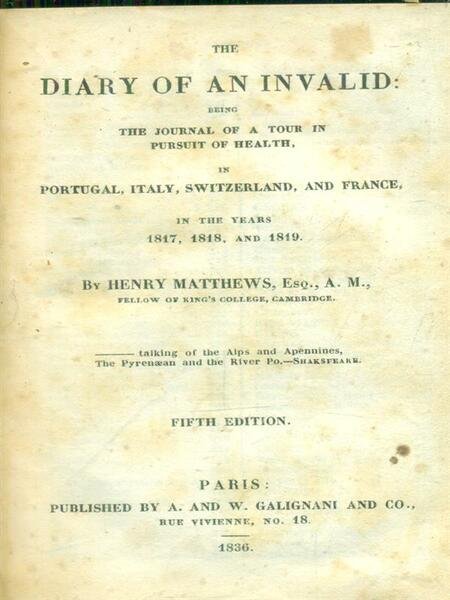 THE
DIARY OF AN INVALID:
BEING
THE JOURNAL OF A TOUR IN
PURSUIT OF HEALTH,
IN
PORTUGAL, ITALY, SWITZERLAND, AND FRANCE,
IN THE YEARS
1817, 1818, AND 1819.
BY HENRY MATTHEWS, ESQ., A. M.,
FELLOW OF KING'S COLLEGE, CAMBRIDGE.
——— talking of the Alps and Apennines,
The Pyrenæan and the River Po.—SHAKSPEARE.
FIFTH EDITION.
PARIS:
PUBLISHED BY A. AND W. GALIGNANI AND CO.,
RUE VIVIENNE, NO. 18.
1836.